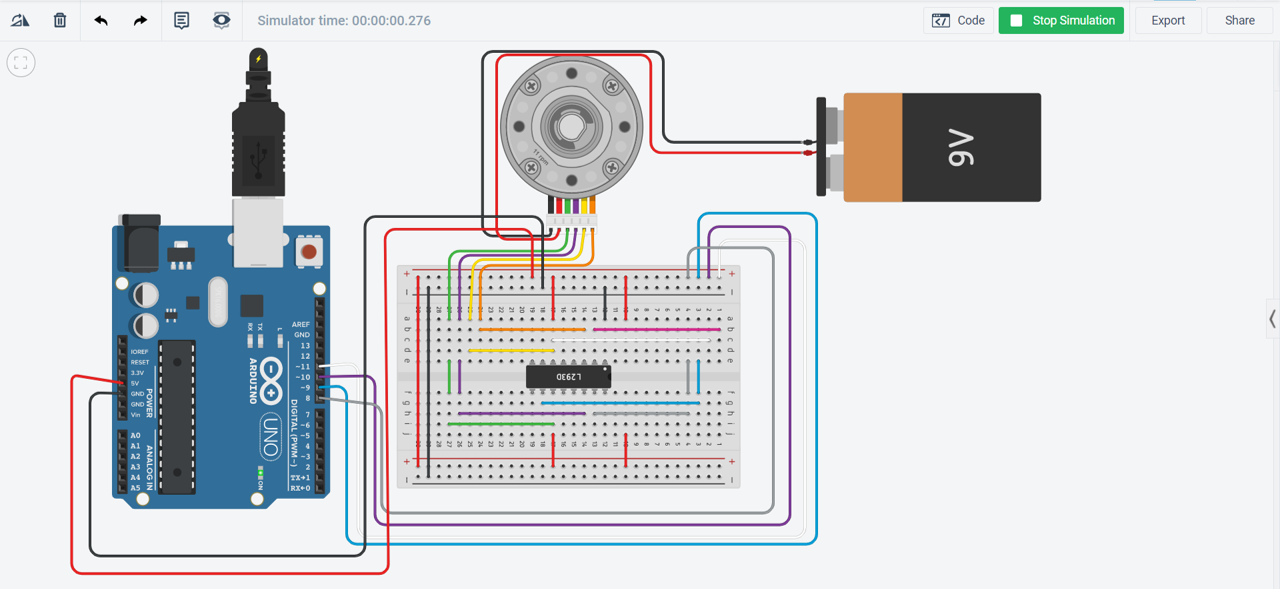 Simulator time: 00:00:00.276
Code
Stop Simulation
Export
Share
9V
AREF
GND
13
12
~11
~10
~9
8
7
~6
~5
4
~3
2
TX→1
RX←0
DIGITAL (PWM~)
RX
TX
L
ARDUINO
UNO
ON
IOREF
RESET
3.3V
5V
GND
GND
Vin
POWER
A0
A1
A2
A3
A4
A5
ANALOG IN
L293D
a
b
c
d
e
f
g
h
i
j